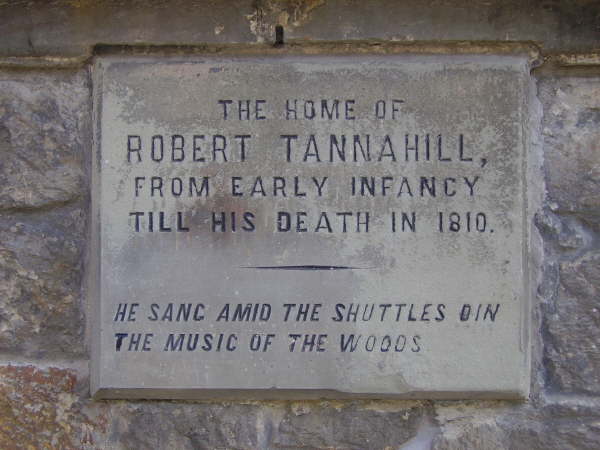 THE HOME OF
ROBERT TANNAHILL,
FROM EARLY INFANCY
TILL HIS DEATH IN 1810.
HE SANG AMID THE SHUTTLES DIN
THE MUSIC OF THE WOODS